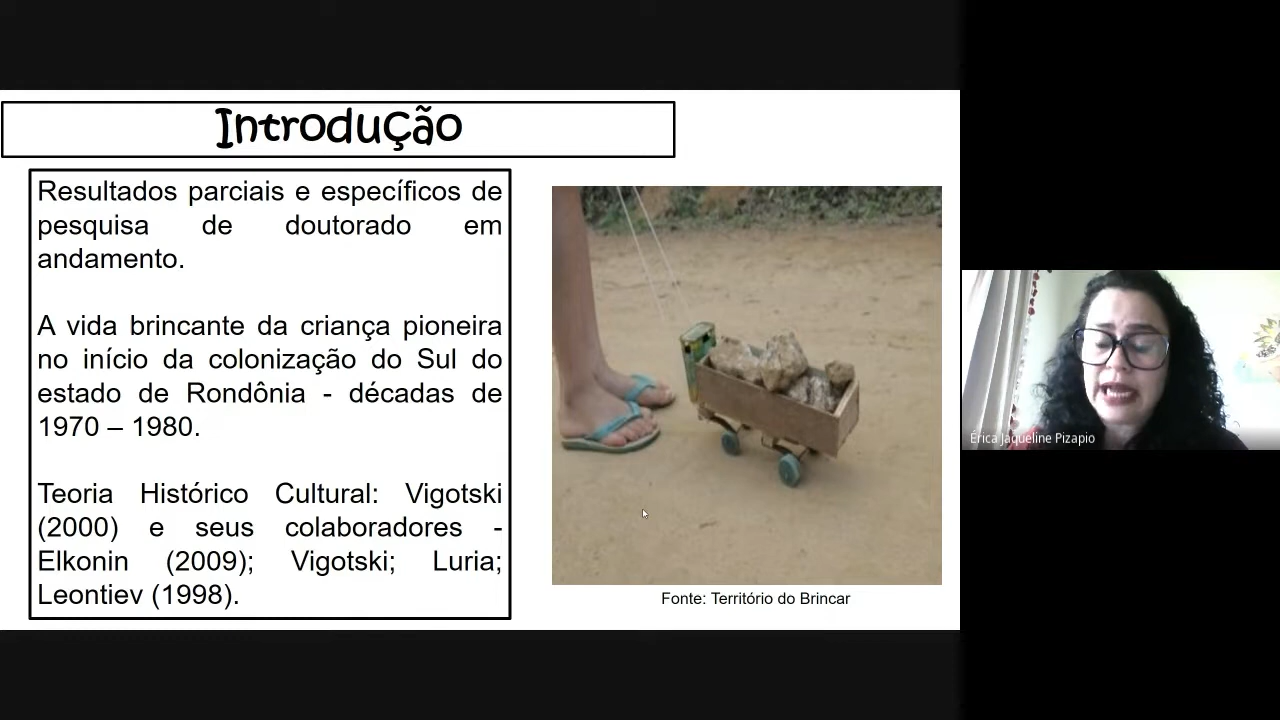 Introdução
Resultados parciais e específicos de
pesquisa de doutorado em
andamento.
A vida brincante da criança pioneira
no início da colonização do Sul do
estado de Rondônia - décadas de
1970 – 1980.
Teoria Histórico Cultural: Vigotski
(2000) e seus colaboradores -
Elkonin (2009); Vigotski; Luria;
Leontiev (1998).
Fonte: Território do Brincar
Érica Jaqueline Pizapio